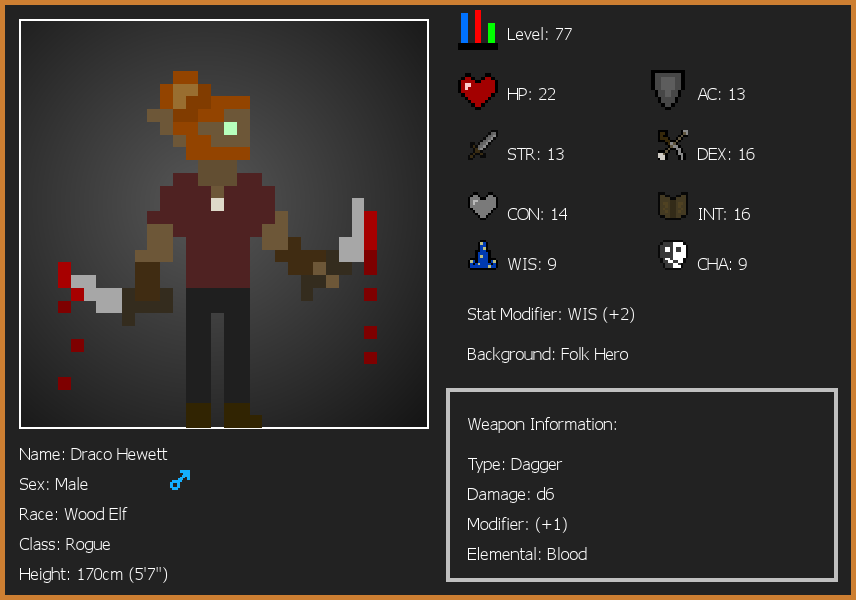 Level: 77
HP: 22
AC: 13
STR: 13
DEX: 16
CON: 14
INT: 16
WIS: 9
CHA: 9
Stat Modifier: WIS (+2)
Background: Folk Hero
Weapon Information:
Type: Dagger
Damage: d6
Modifier: (+1)
Elemental: Blood
Name: Draco Hewett
Sex: Male
Race: Wood Elf
Class: Rogue
Height: 170cm (5'7")